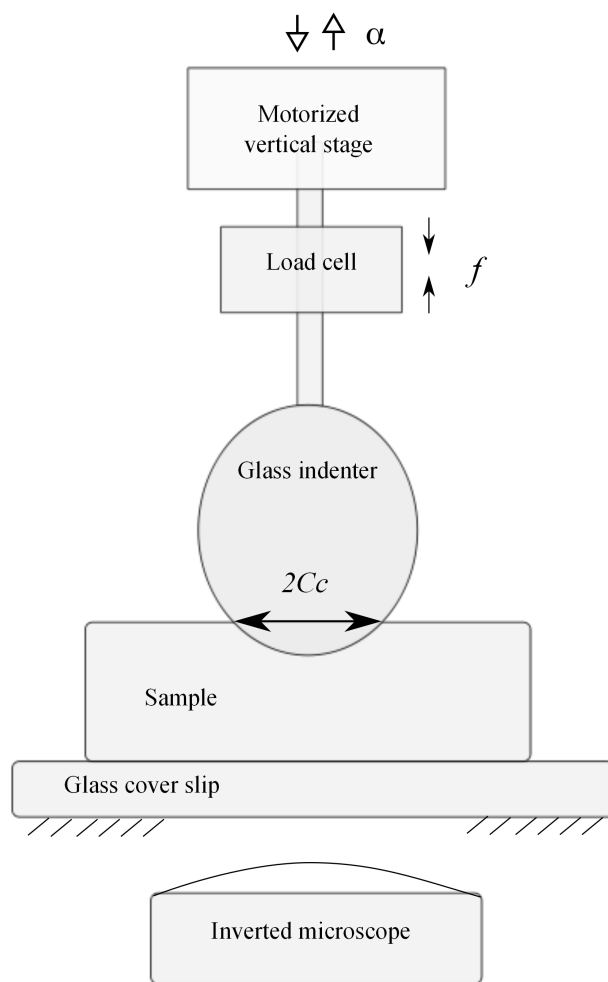 α
Motorized
vertical stage
Load cell
f
Glass indenter
2Cc
Sample
Glass cover slip
Inverted microscope